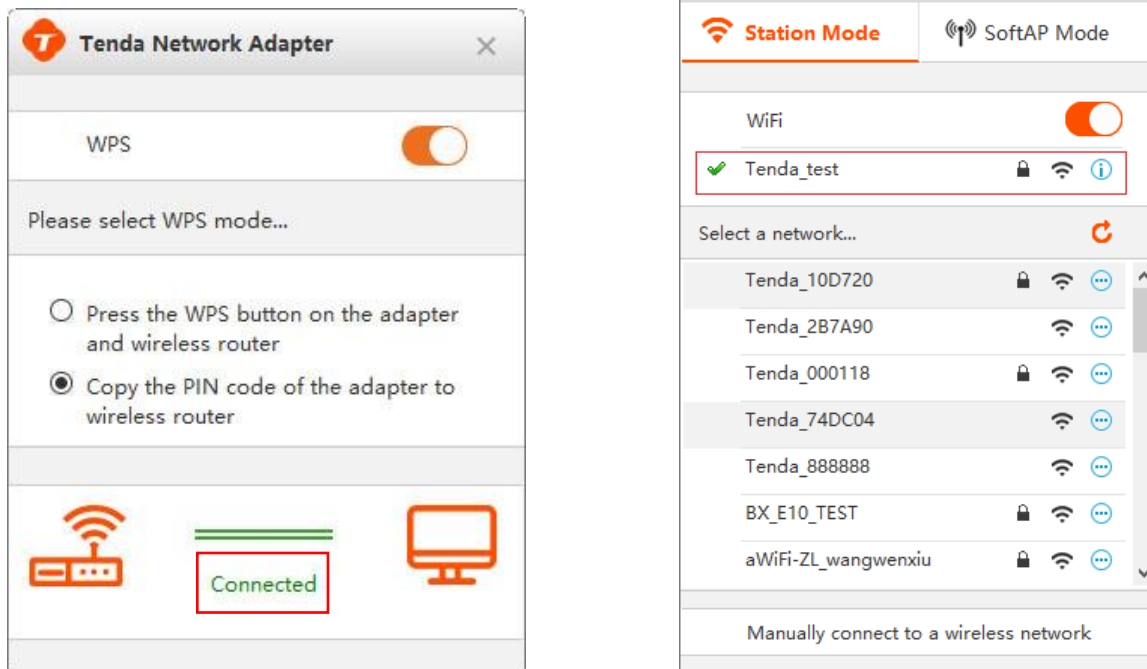 Tenda Network Adapter
WPS
Please select WPS mode...
Press the WPS button on the adapter
and wireless router
Copy the PIN code of the adapter to
wireless router
Connected
Station Mode
SoftAP Mode
WiFi
Tenda_test
Select a network...
Tenda_10D720
Tenda_2B7A90
Tenda_000118
Tenda_74DC04
Tenda_888888
BX_E10_TEST
aWiFi-ZL_wangwenxiu
Manually connect to a wireless network